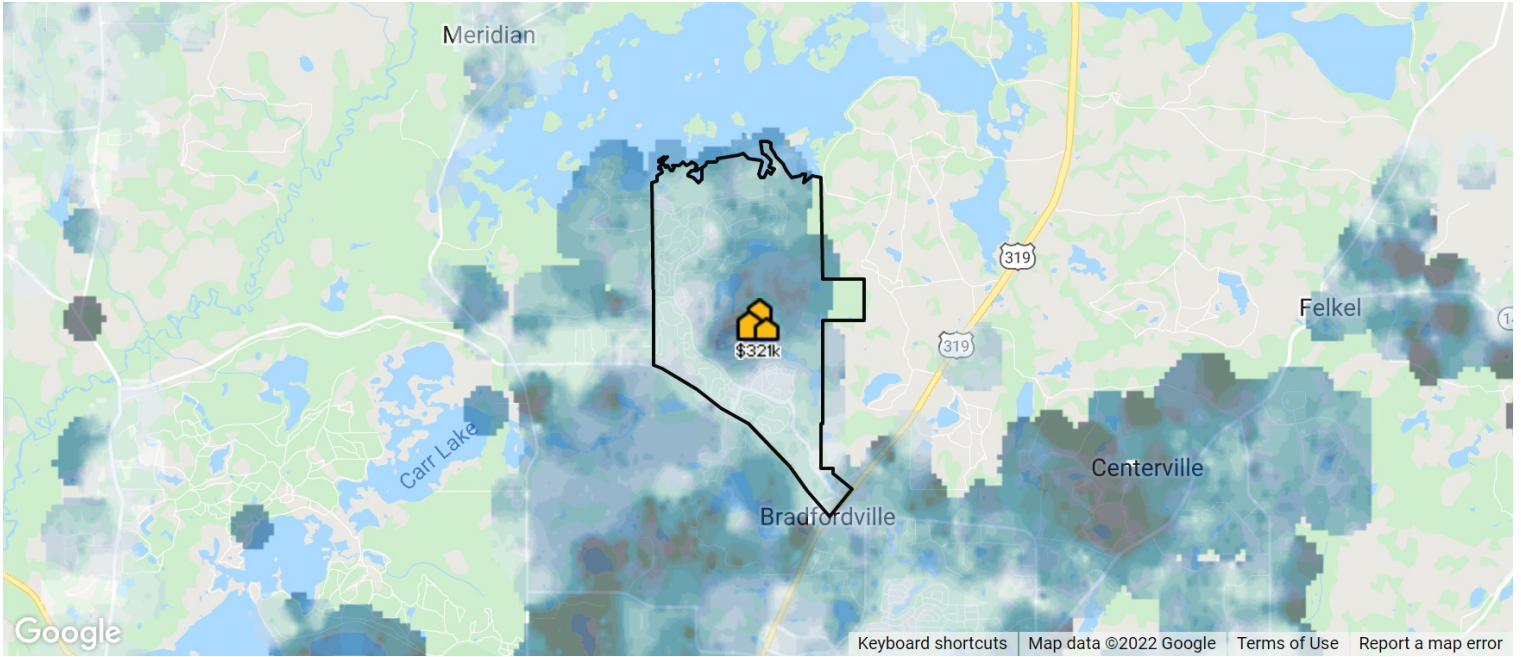 Meridian
319
Felkel
$321k
319
14
Carr Lake
Centerville
Bradfordville
Google
Keyboard shortcuts
Map data ©2022 Google
Terms of Use
Report a map error